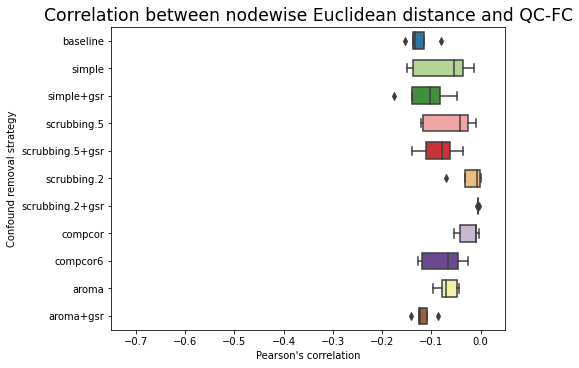 Correlation between nodewise Euclidean distance and QC-FC
Confound removal strategy
baseline
simple
simple+gsr
scrubbing.5
scrubbing.5+gsr
scrubbing.2
scrubbing.2+gsr
compcor
compcor6
aroma
aroma+gsr
−0.7 −0.6 −0.5 −0.4 −0.3 −0.2 −0.1 0.0
Pearson's correlation